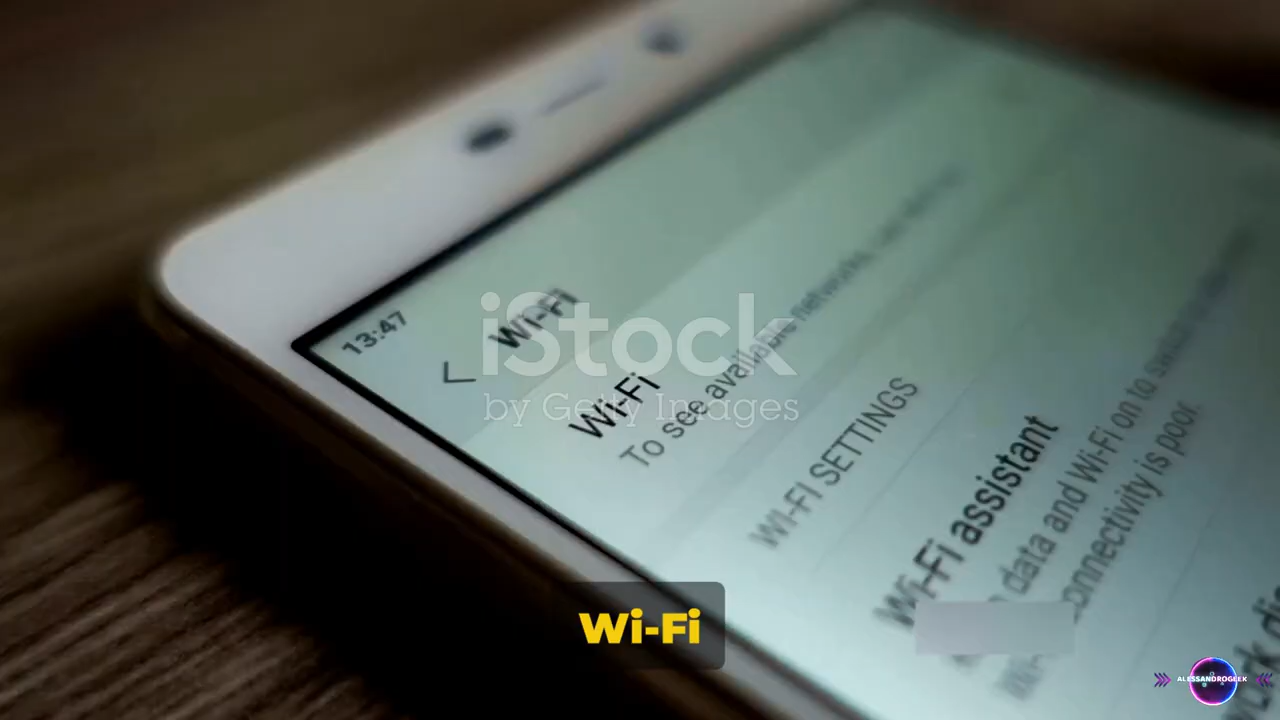 13:47
Wi-Fi
Wi-Fi
To see available networks,
WI-FI SETTINGS
Wi-Fi assistant
data and Wi-Fi on to
connectivity is poor.
iStock
by Getty Images
Wi-Fi
ALESSANDROGEEK